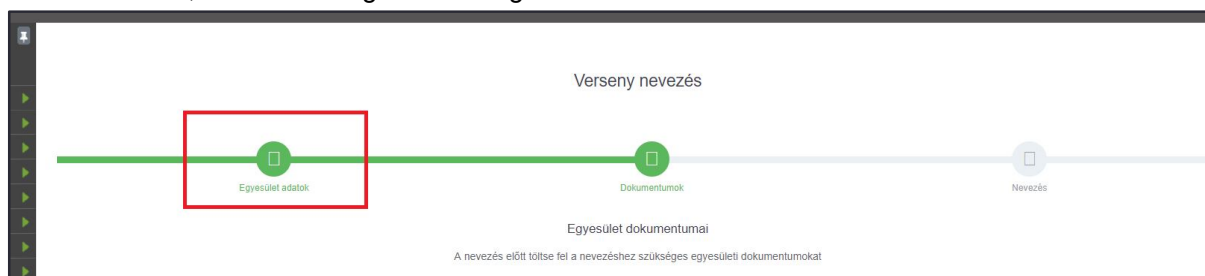 Verseny nevezés
Egyesület adatok
Dokumentumok
Nevezés
Egyesület dokumentumai
A nevezés előtt töltse fel a nevezéshez szükséges egyesületi dokumentumokat